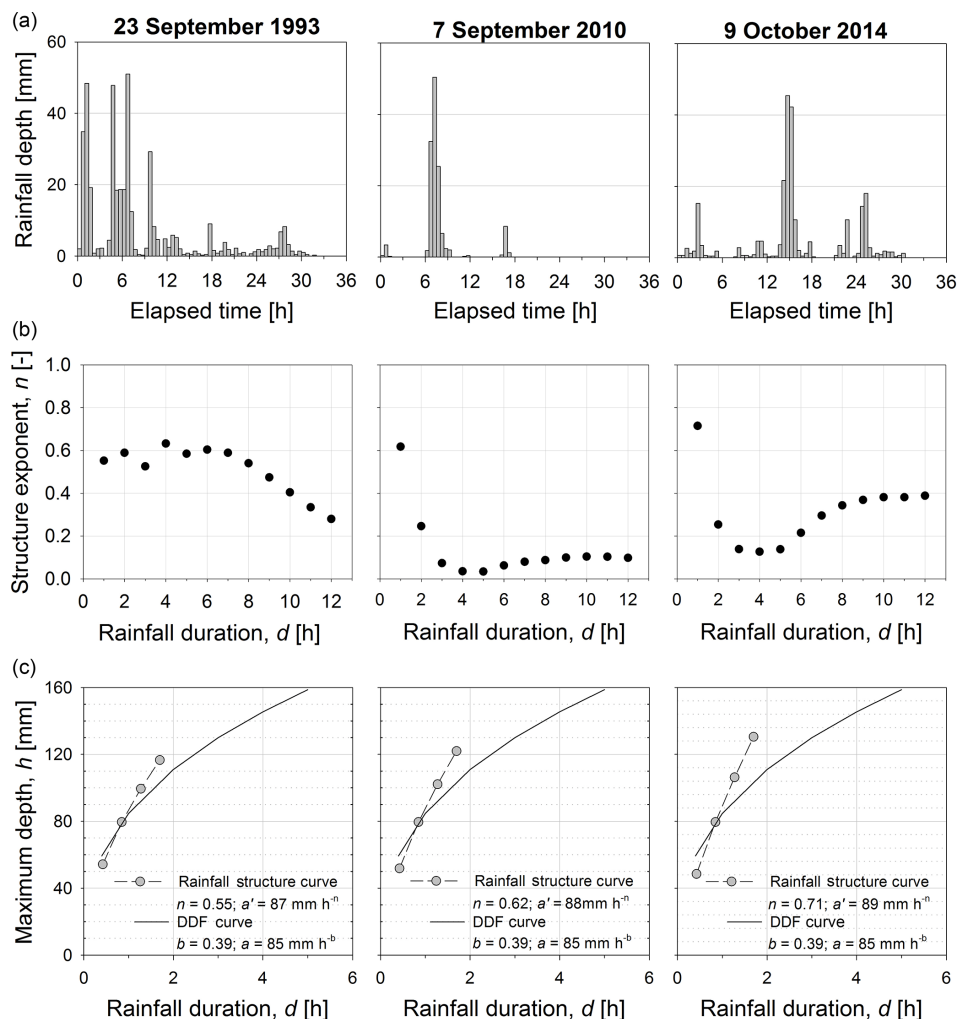 (a)
23 September 1993 7 September 2010 9 October 2014
Rainfall depth [mm]
60
40
20
0
0 6 12 18 24 30 36 0 6 12 18 24 30 36 0 6 12 18 24 30 36
Elapsed time [h] Elapsed time [h] Elapsed time [h]
(b)
Structure exponent, n [-]
1.0
0.8
0.6
0.4
0.2
0.0
0 2 4 6 8 10 12 0 2 4 6 8 10 12 0 2 4 6 8 10 12
Rainfall duration, d [h] Rainfall duration, d [h] Rainfall duration, d [h]
(c)
Maximum depth, h [mm]
160
120
80
40
0
Rainfall structure curve
n = 0.55; a' = 87 mm h⁻ⁿ
DDF curve
b = 0.39; a = 85 mm h⁻ᵇ
Rainfall structure curve
n = 0.62; a' = 88mm h⁻ⁿ
DDF curve
b = 0.39; a = 85 mm h⁻ᵇ
Rainfall structure curve
n = 0.71; a' = 89 mm h⁻ⁿ
DDF curve
b = 0.39; a = 85 mm h⁻ᵇ
0 2 4 6 0 2 4 6 0 2 4 6
Rainfall duration, d [h] Rainfall duration, d [h] Rainfall duration, d [h]